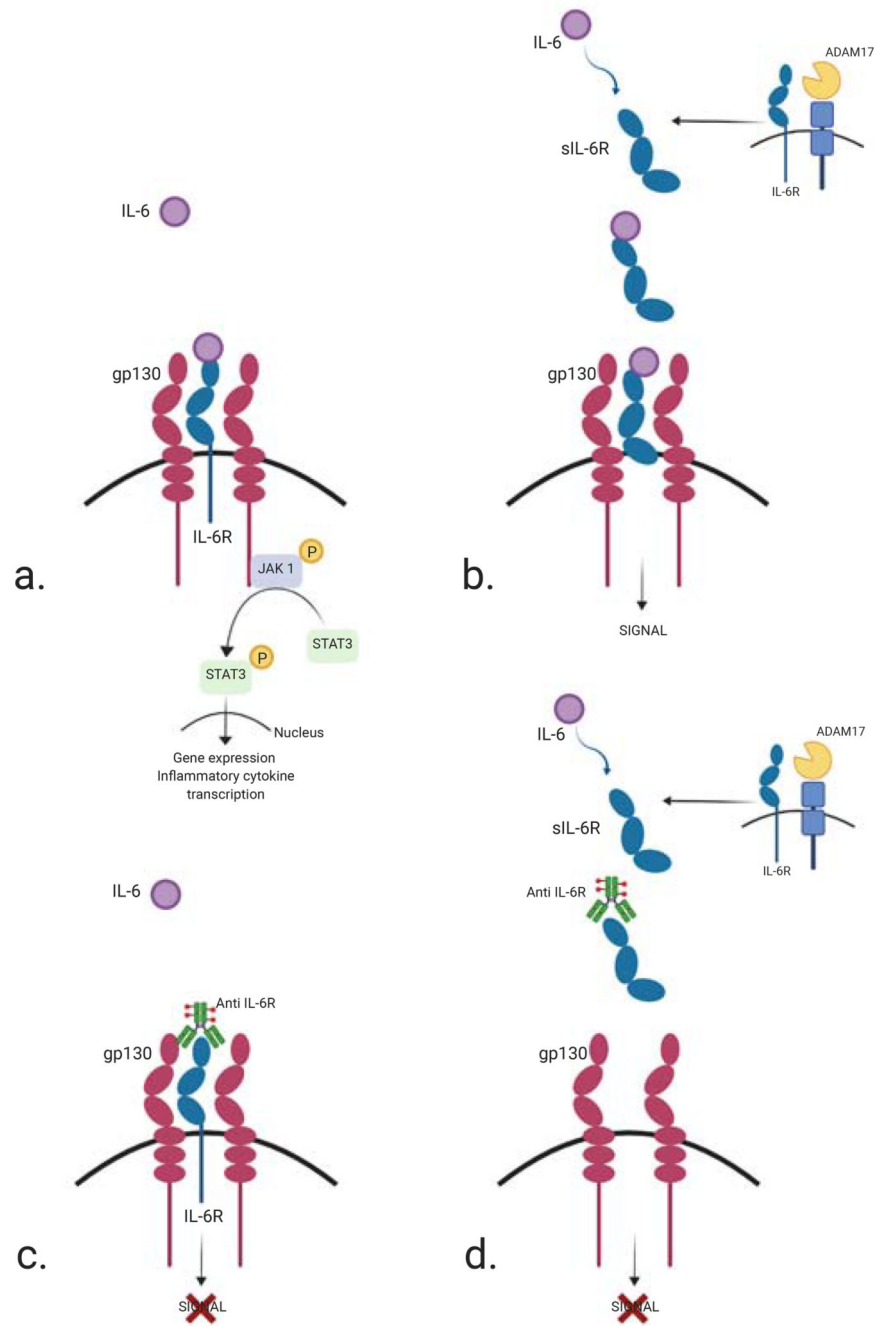 IL-6
gp130
IL-6R
JAK 1
P
STAT3
STAT3
P
Nucleus
Gene expression
Inflammatory cytokine
transcription
a.
IL-6
ADAM17
sIL-6R
IL-6R
gp130
SIGNAL
b.
IL-6
Anti IL-6R
gp130
IL-6R
SIGNAL
c.
IL-6
ADAM17
sIL-6R
IL-6R
Anti IL-6R
gp130
SIGNAL
d.